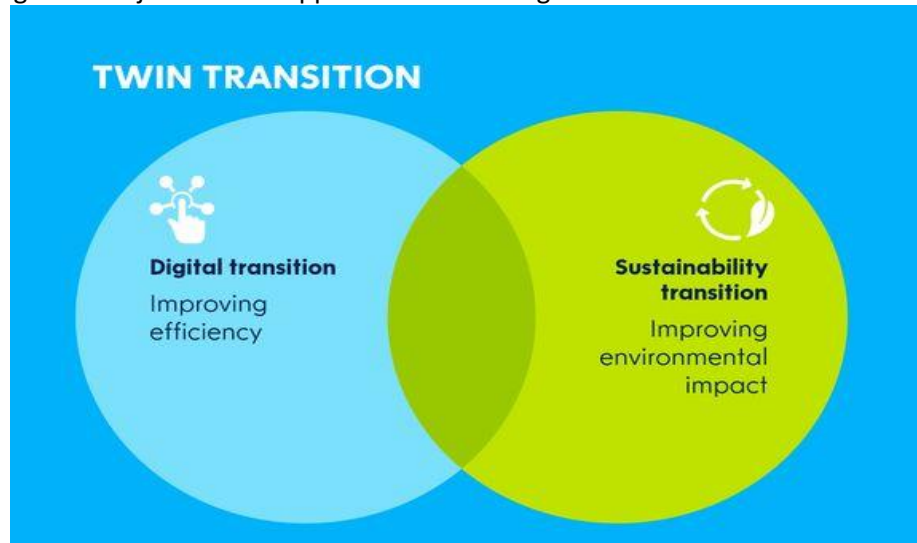 TWIN TRANSITION
Digital transition
Improving
efficiency
Sustainability
transition
Improving
environmental
impact